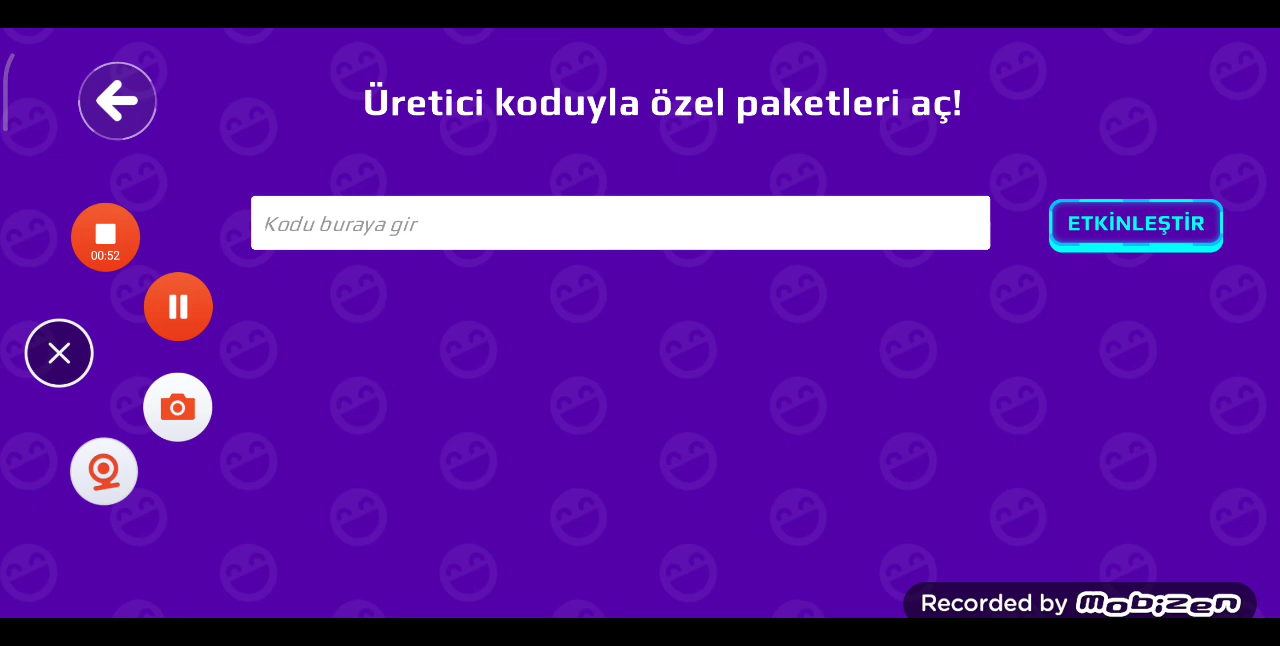 Üretici koduyla özel paketleri aç!
Kodu buraya gir
ETKİNLEŞTİR
00:52
Recorded by mobizen